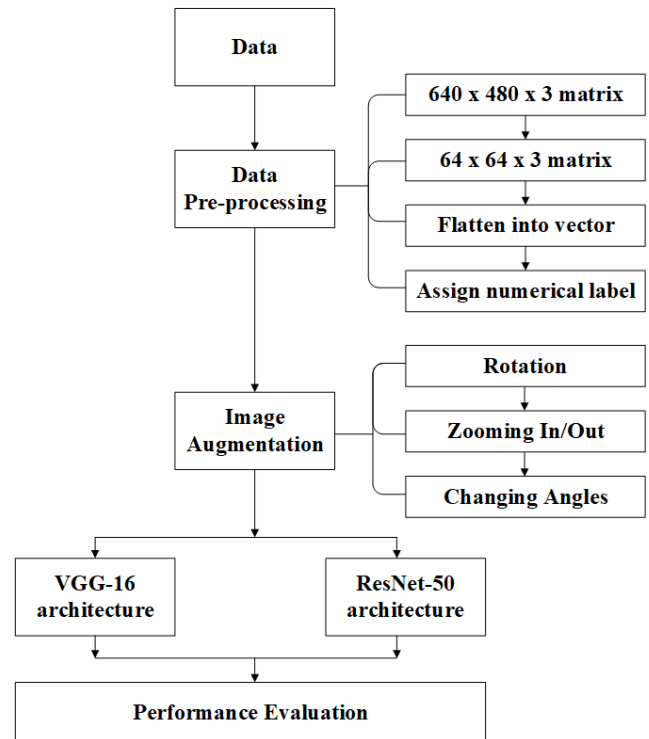 Data
Data
Pre-processing
640 x 480 x 3 matrix
64 x 64 x 3 matrix
Flatten into vector
Assign numerical label
Image
Augmentation
Rotation
Zooming In/Out
Changing Angles
VGG-16
architecture
ResNet-50
architecture
Performance Evaluation